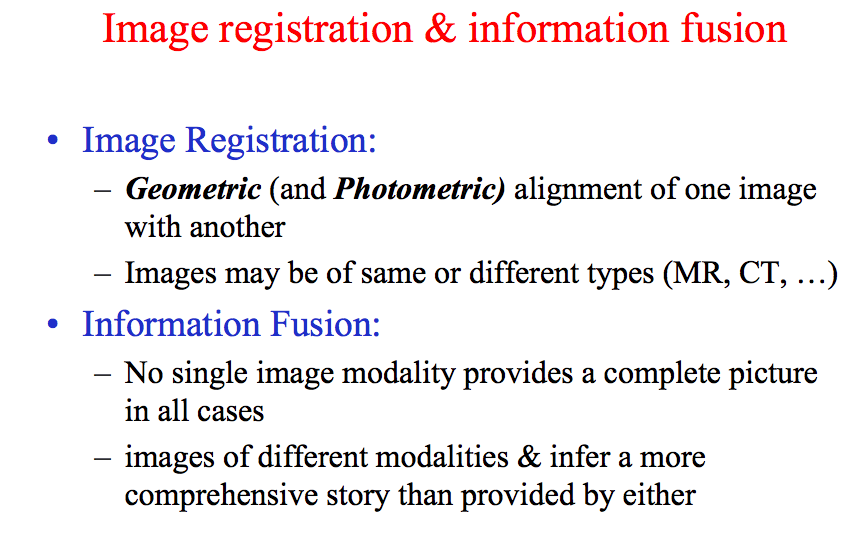 Image registration & information fusion
• Image Registration:
– Geometric (and Photometric) alignment of one image
with another
– Images may be of same or different types (MR, CT, …)
• Information Fusion:
– No single image modality provides a complete picture
in all cases
– images of different modalities & infer a more
comprehensive story than provided by either